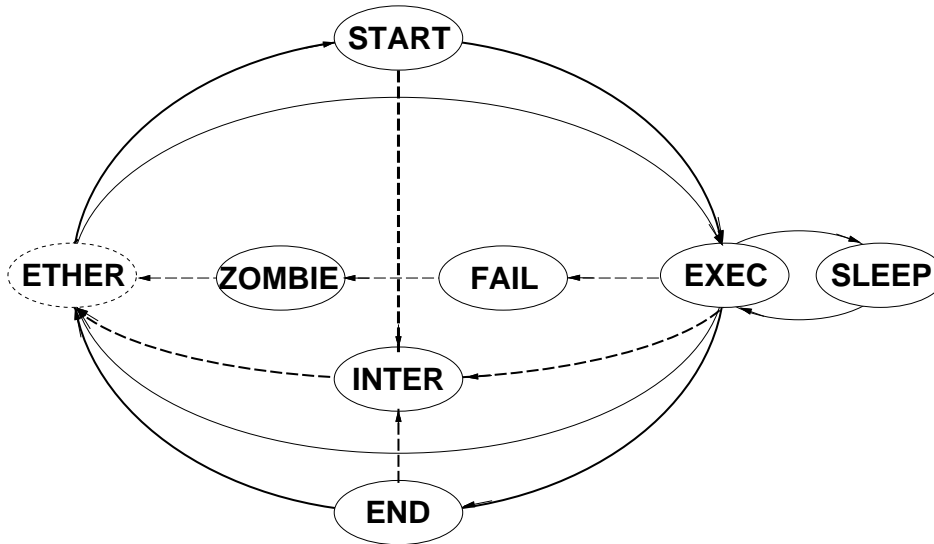 START
ETHER
ZOMBIE
FAIL
EXEC
SLEEP
INTER
END